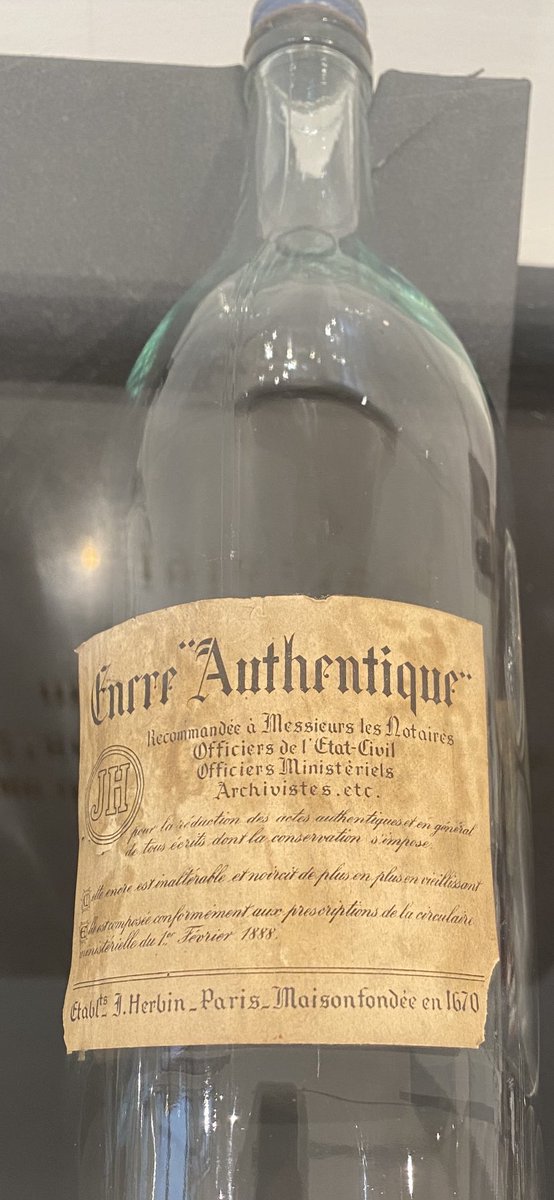 Encre "Authentique"
Recommandée à Messieurs les Notaires
Officiers de l'Etat-Civil
Officiers Ministériels
Archivistes.etc.
JH
pour la rédaction des actes authentiques et en général
de tous écrits dont la conservation s'impose.
Cette encre est inaltérable et noircit de plus en plus en vieillissant
Elle est composée conformément aux prescriptions de la circulaire
ministérielle du 1er Février 1888.
Etablts J. Herbin - Paris - Maison fondée en 1670